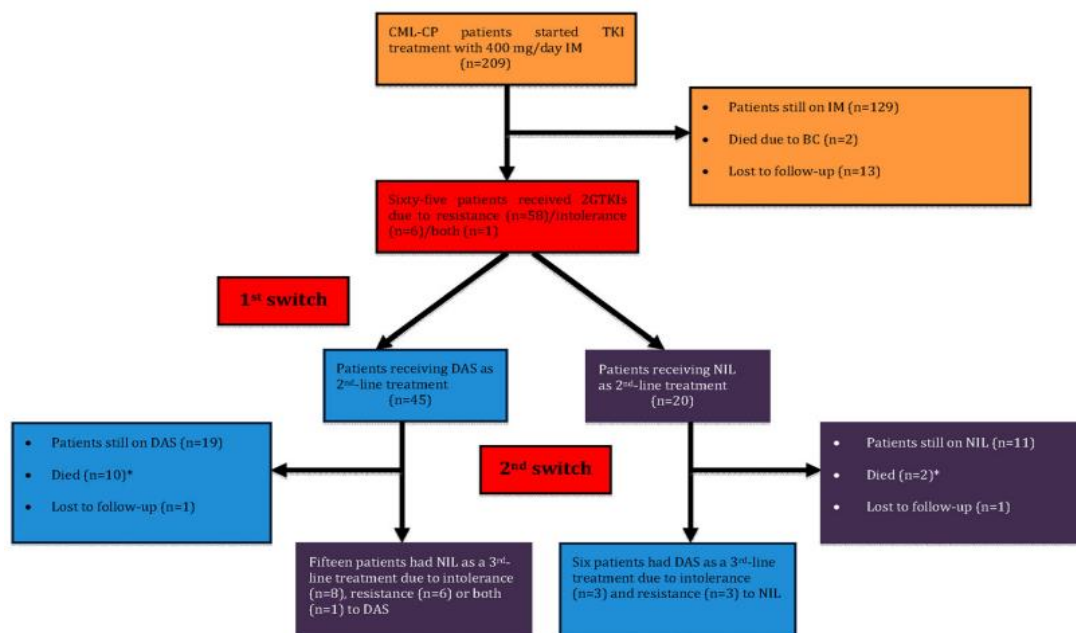 CML-CP patients started TKI
treatment with 400 mg/day IM
(n=209)
• Patients still on IM (n=129)
• Died due to BC (n=2)
• Lost to follow-up (n=13)
Sixty-five patients received 2GTKIs
due to resistance (n=58)/intolerance
(n=6)/both (n=1)
1st switch
Patients receiving DAS as
2nd-line treatment
(n=45)
Patients receiving NIL
as 2nd-line treatment
(n=20)
• Patients still on DAS (n=19)
• Died (n=10)*
• Lost to follow-up (n=1)
2nd switch
• Patients still on NIL (n=11)
• Died (n=2)*
• Lost to follow-up (n=1)
Fifteen patients had NIL as a 3rd-
line treatment due to intolerance
(n=8), resistance (n=6) or both
(n=1) to DAS
Six patients had DAS as a 3rd-line
treatment due to intolerance
(n=3) and resistance (n=3) to NIL